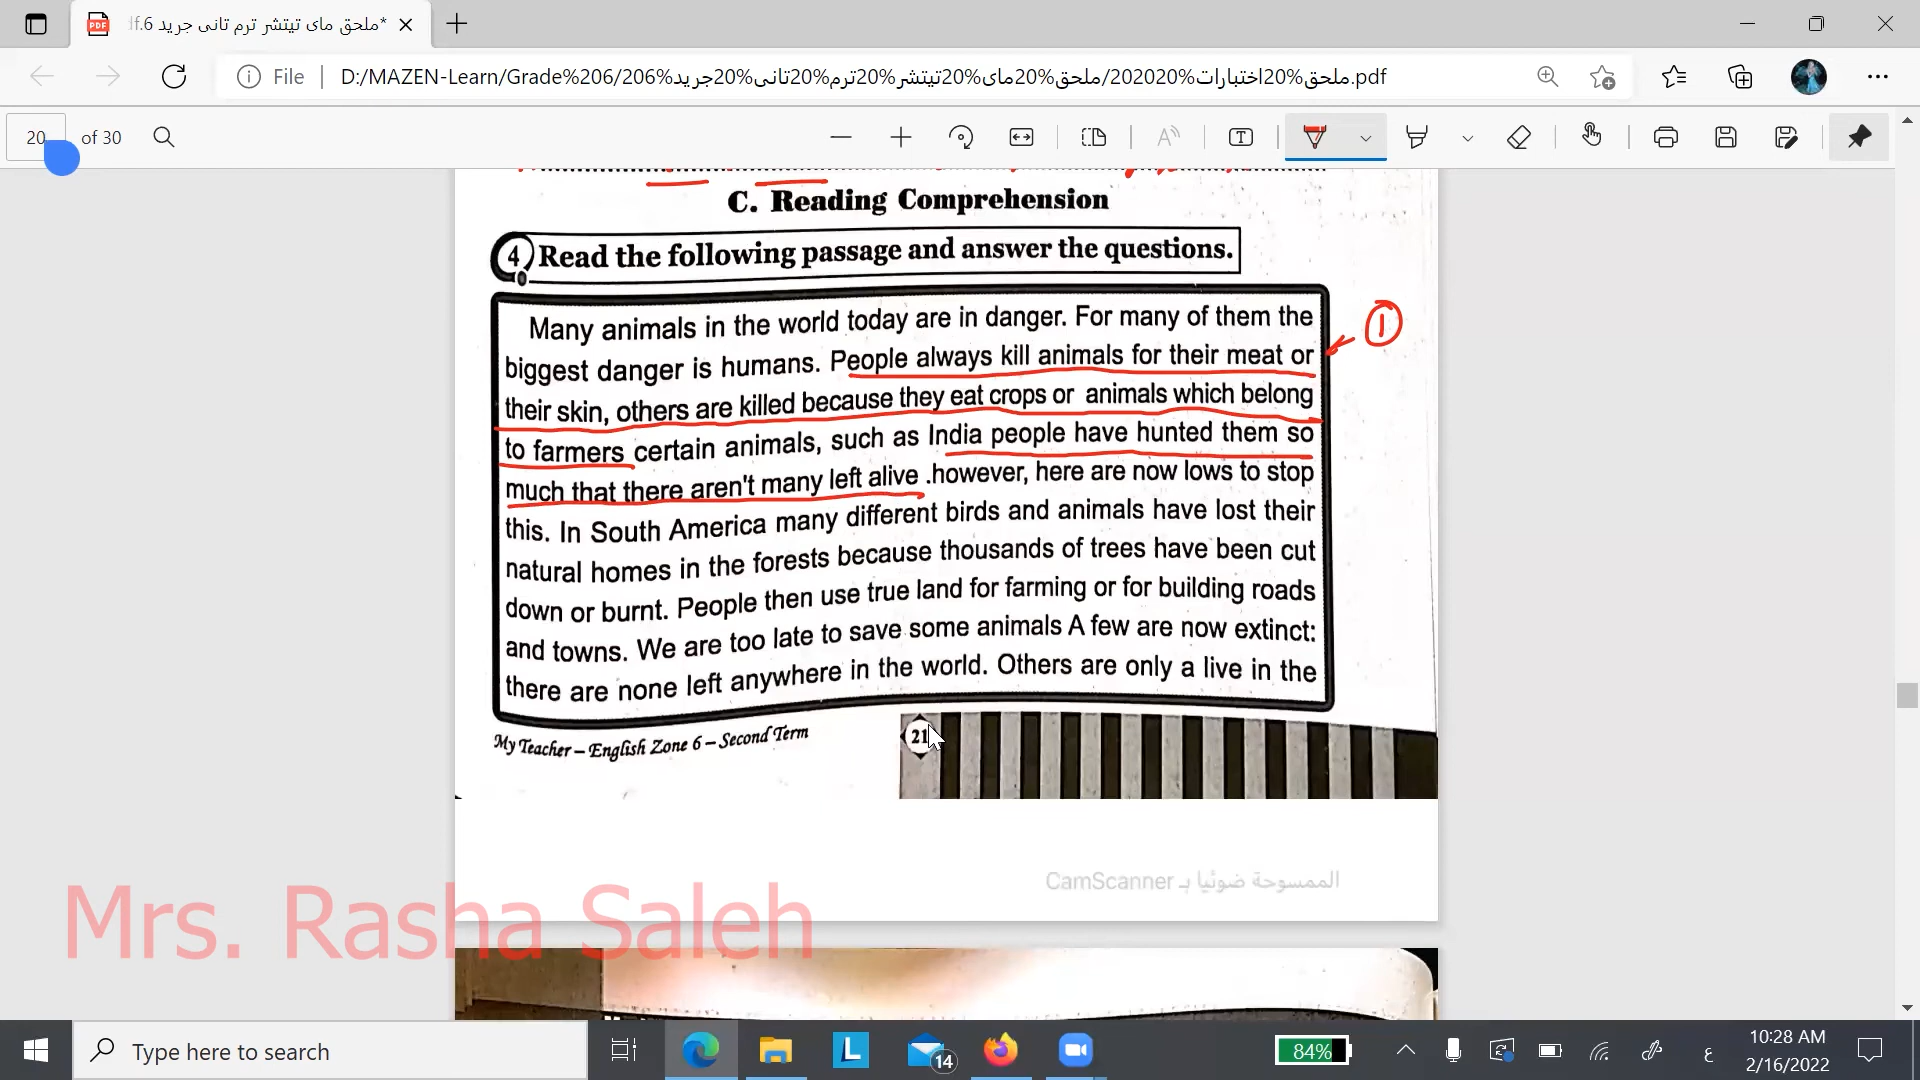 *ملحق ماى تيتشر ترم تانى جريد 6.df
File
D:/MAZEN-Learn/Grade%206/206%ملحق%20اختبارات%202020/ملحق%20ماى%20تيتشر%20ترم%20تانى%20جريد.pdf
20 of 30
C. Reading Comprehension
4 Read the following passage and answer the questions.
Many animals in the world today are in danger. For many of them the
biggest danger is humans. People always kill animals for their meat or
their skin, others are killed because they eat crops or animals which belong
to farmers certain animals, such as India people have hunted them so
much that there aren't many left alive .however, here are now lows to stop
this. In South America many different birds and animals have lost their
natural homes in the forests because thousands of trees have been cut
down or burnt. People then use true land for farming or for building roads
and towns. We are too late to save some animals A few are now extinct:
there are none left anywhere in the world. Others are only a live in the
1
My Teacher – English Zone 6 – Second Term
21
الممسوحة ضوئيا بـ CamScanner
Mrs. Rasha Saleh
Type here to search
14
84%
ع
10:28 AM
2/16/2022